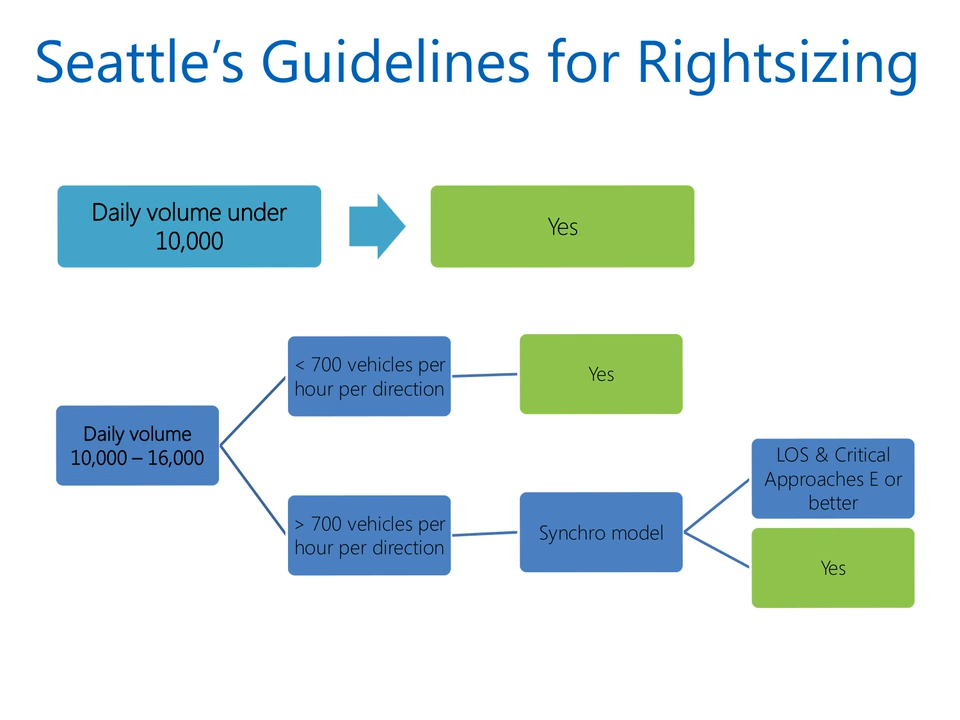 Seattle’s Guidelines for Rightsizing
Daily volume under
10,000
Yes
< 700 vehicles per
hour per direction
Yes
Daily volume
10,000 – 16,000
> 700 vehicles per
hour per direction
Synchro model
LOS & Critical
Approaches E or
better
Yes